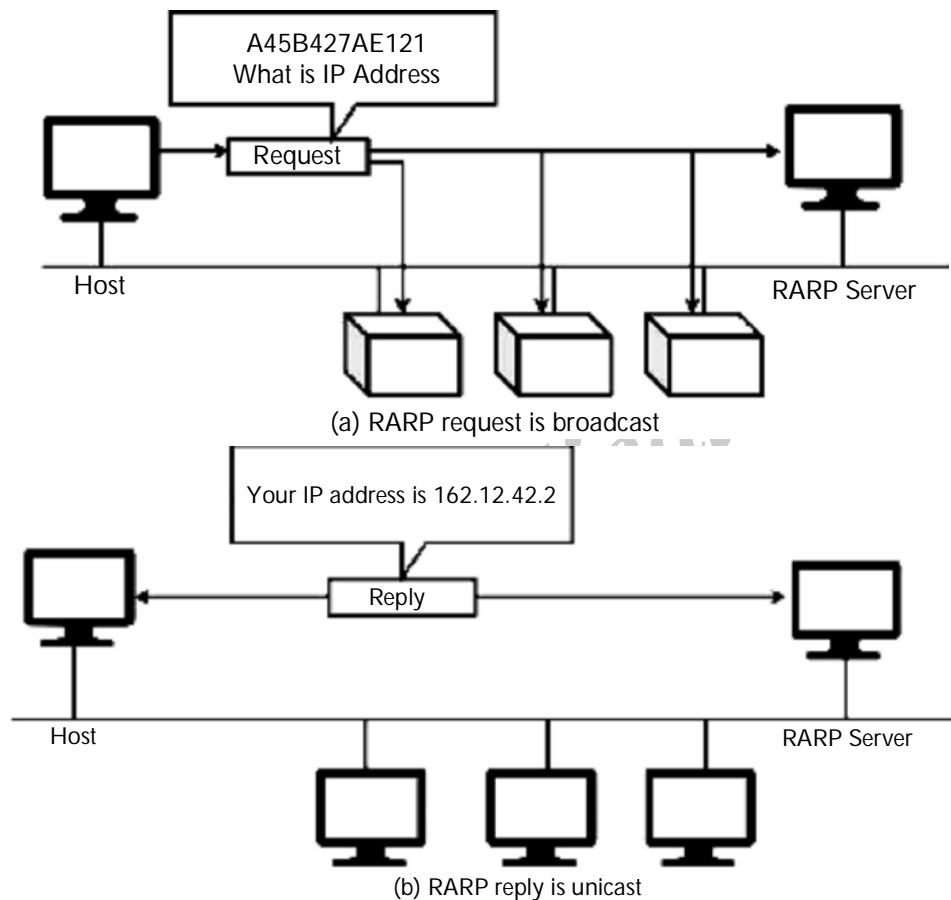 A45B427AE121
What is IP Address
Request
Host
RARP Server
(a) RARP request is broadcast
Your IP address is 162.12.42.2
Reply
Host
RARP Server
(b) RARP reply is unicast